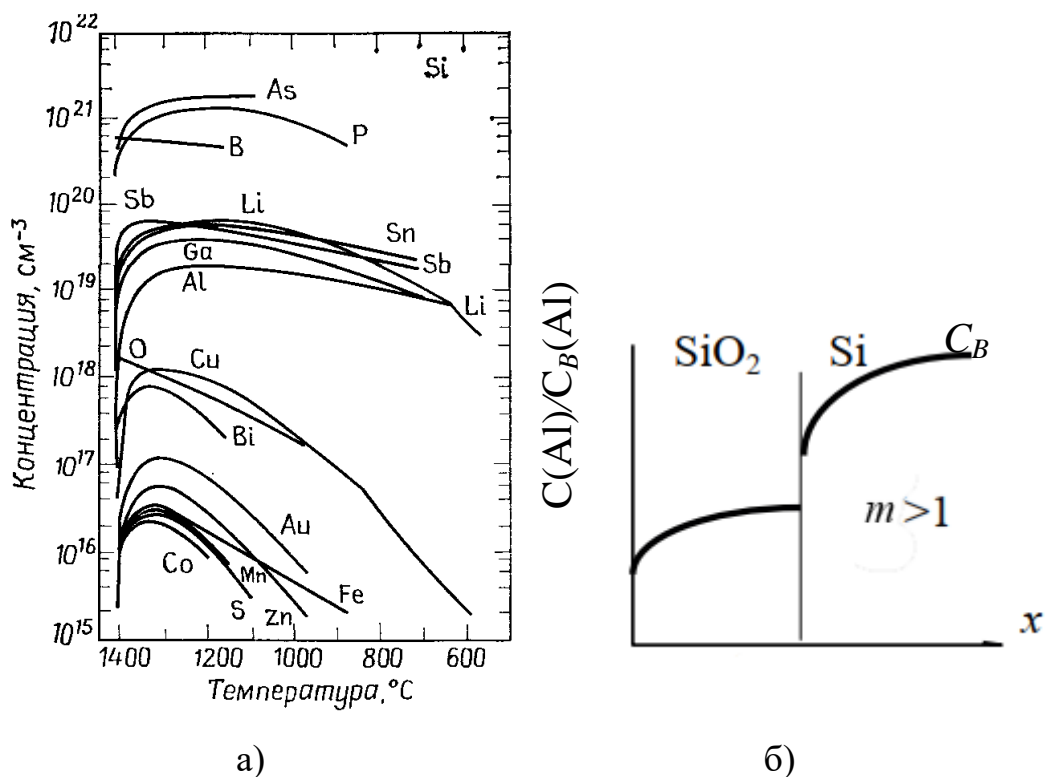 10²²
10²¹
10²⁰
10¹⁹
10¹⁸
10¹⁷
10¹⁶
10¹⁵
Концентрация, см⁻³
Si
As
P
B
Sb
Li
Sn
Ga
Sb
Al
Li
O
Cu
Bi
Au
Co
Mn
Fe
S
Zn
1400 1200 1000 800 600
Температура, °C
а)
C(Al)/C_B(Al)
SiO₂ Si C_B
m >1
x
б)